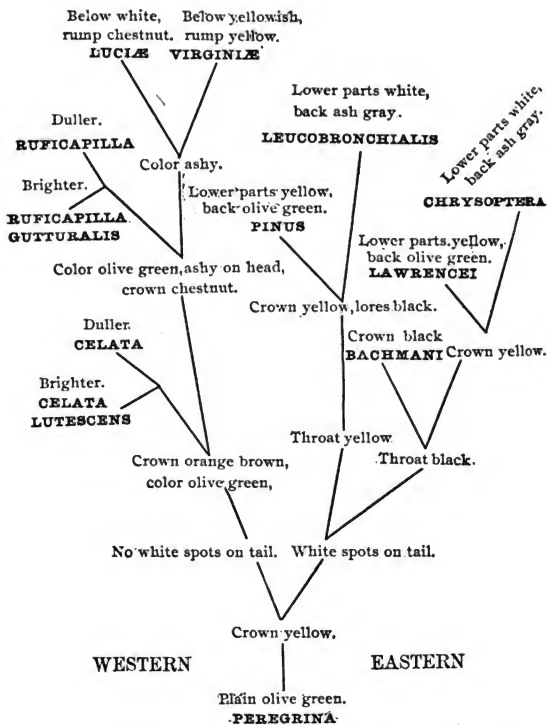 Below white,
rump chestnut.
LUCIÆ
Below yellowish,
rump yellow.
VIRGINIÆ
Lower parts white,
back ash gray.
LEUCOBRONCHIALIS
Lower parts white,
back ash gray.
CHRYSOPTERA
Duller.
RUFICAPILLA
Color ashy.
Brighter.
RUFICAPILLA
GUTTURALIS
Lower parts yellow,
back olive green.
PINUS
Lower parts yellow,
back olive green.
LAWRENCEI
Color olive green, ashy on head,
crown chestnut.
Crown yellow, lores black.
Duller.
CELATA
Crown black
BACHMANI
Crown yellow.
Brighter.
CELATA
LUTESCENS
Throat yellow
Throat black.
Crown orange brown,
color olive green,
No white spots on tail.
White spots on tail.
Crown yellow.
WESTERN
EASTERN
Plain olive green.
PEREGRINA